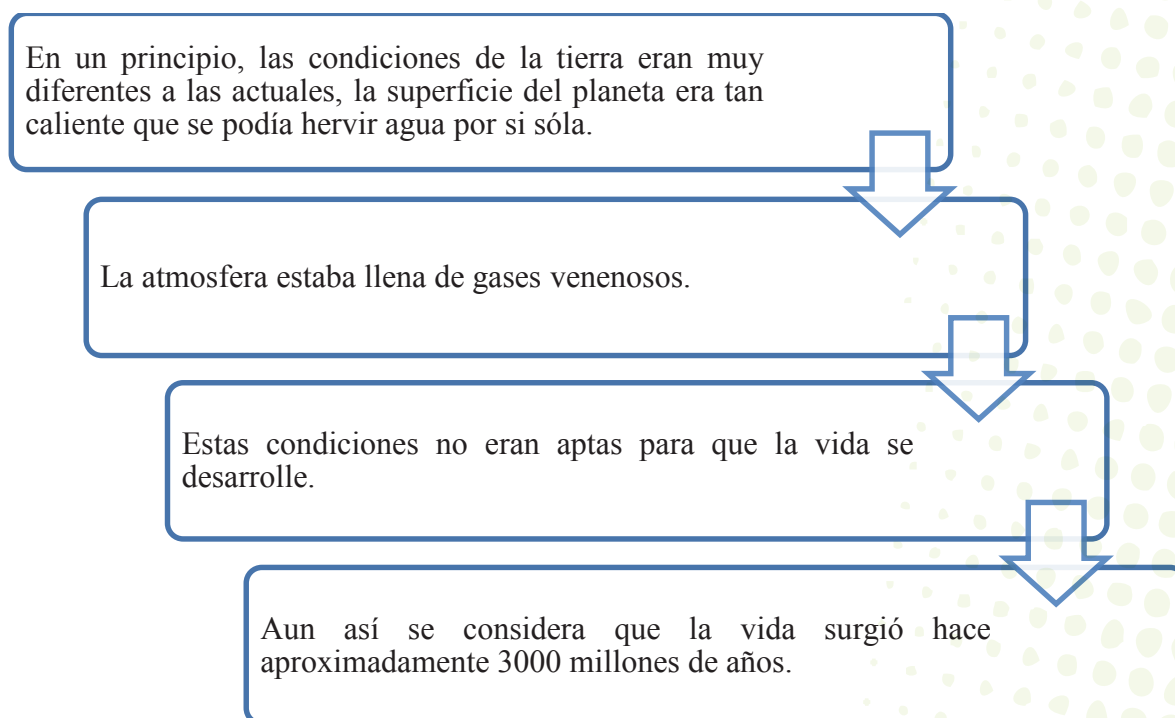 En un principio, las condiciones de la tierra eran muy
diferentes a las actuales, la superficie del planeta era tan
caliente que se podía hervir agua por si sóla.
La atmosfera estaba llena de gases venenosos.
Estas condiciones no eran aptas para que la vida se
desarrolle.
Aun así se considera que la vida surgió hace
aproximadamente 3000 millones de años.